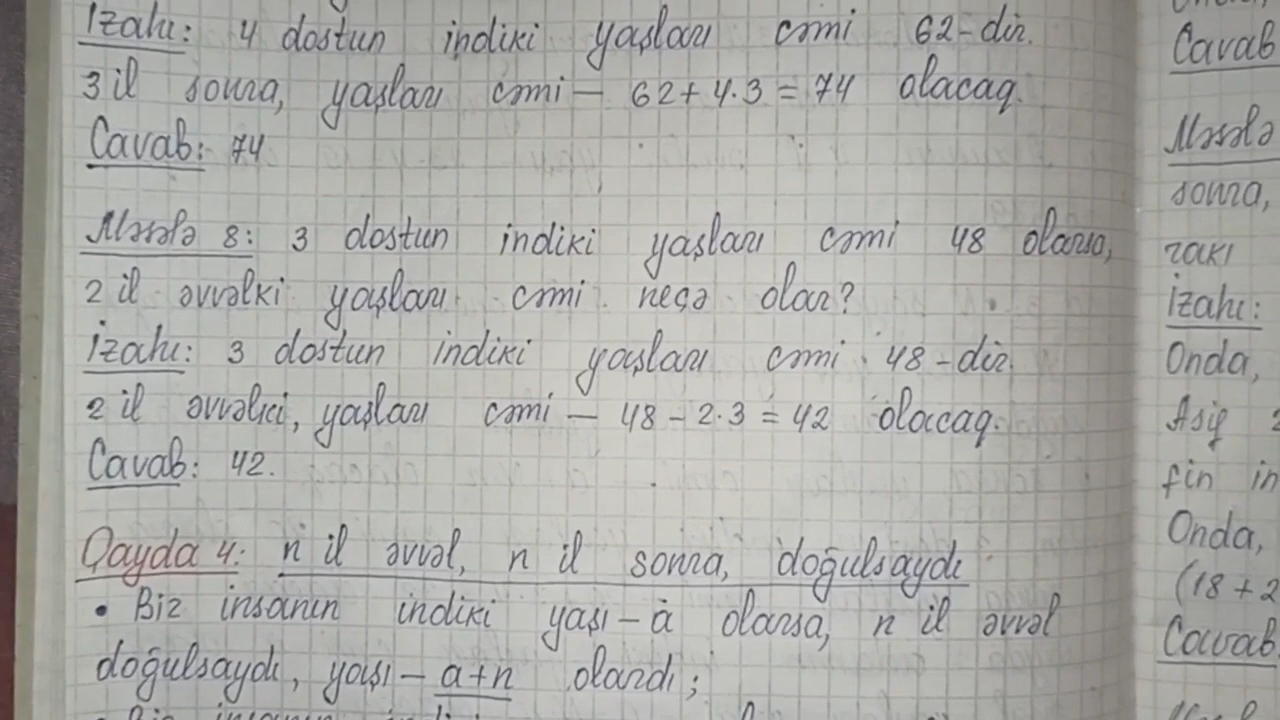 İzahı: 4 dostun indiki yaşları cəmi 62-dir.
3 il sonra, yaşları cəmi – 62+4·3=74 olacaq.
Cavab: 74
Məsələ 8: 3 dostun indiki yaşları cəmi 48 olarsa,
2 il əvvəlki yaşları cəmi neçə olar?
İzahı: 3 dostun indiki yaşları cəmi 48-dir.
2 il əvvəlki, yaşları cəmi – 48-2·3=42 olacaq.
Cavab: 42.
Qayda 4: n il əvvəl, n il sonra, doğulsaydı
• Bir insanın indiki yaşı – a olarsa, n il əvvəl
doğulsaydı, yaşı – a+n olardı;
Cavab
Məsələ
sonra,
rakı
İzahı:
Onda,
Asif 2
fin in
Onda,
(18+2
Cavab